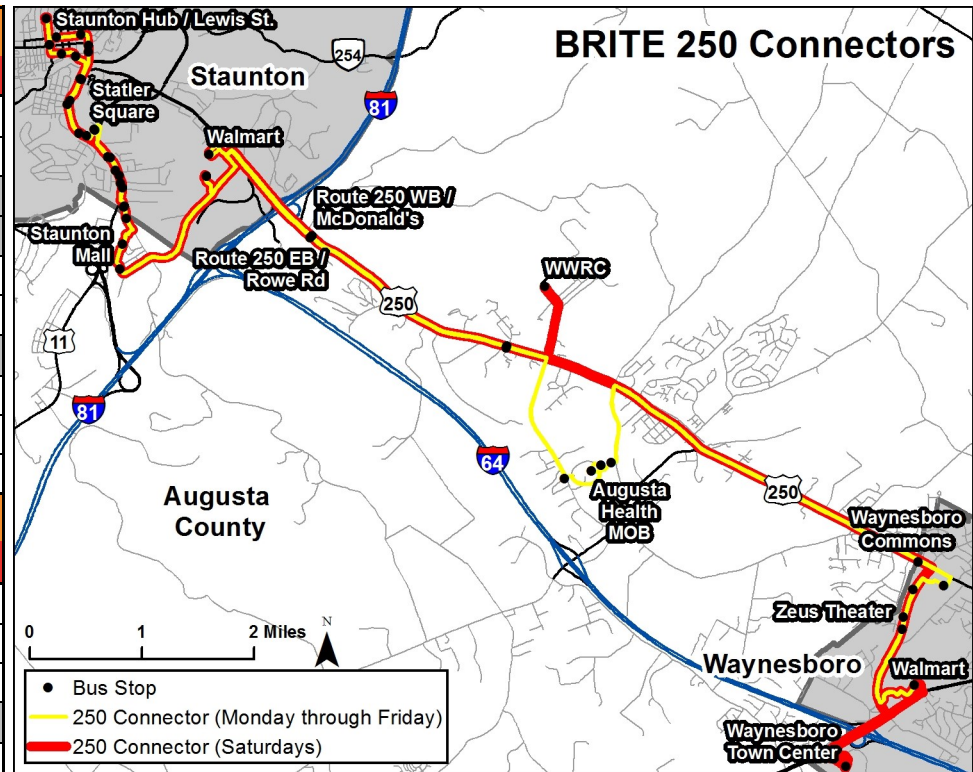 BRITE 250 Connectors
Staunton Hub / Lewis St.
254
Staunton
81
Statler
Square
Walmart
Route 250 WB /
McDonald's
Staunton
Mall
Route 250 EB /
Rowe Rd
WWRC
250
11
81
64
Augusta
County
Augusta
Health
MOB
250
Waynesboro
Commons
Zeus Theater
Waynesboro
Walmart
Waynesboro
Town Center
0 1 2 Miles
N
Bus Stop
250 Connector (Monday through Friday)
250 Connector (Saturdays)